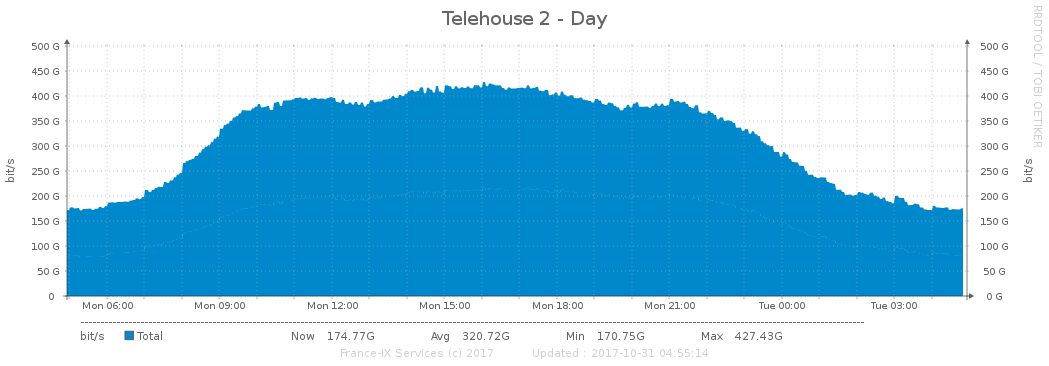 Telehouse 2 - Day
RRDTOOL / TOBI OETIKER
500 G 500 G
450 G 450 G
400 G 400 G
350 G 350 G
300 G 300 G
250 G 250 G
200 G 200 G
150 G 150 G
100 G 100 G
50 G 50 G
0 0 G
bit/s bit/s
Mon 06:00 Mon 09:00 Mon 12:00 Mon 15:00 Mon 18:00 Mon 21:00 Tue 00:00 Tue 03:00
bit/s Total Now 174.77G Avg 320.72G Min 170.75G Max 427.43G
France-IX Services (c) 2017 Updated : 2017-10-31 04:55:14